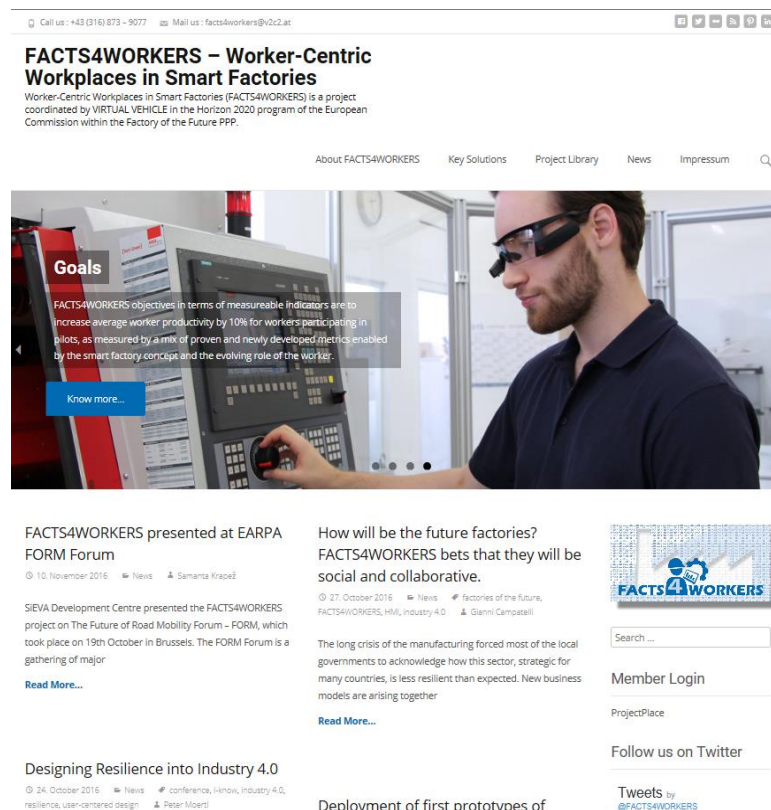 Call us : +43 (316) 873 – 9077 Mail us : facts4workers@v2c2.at
FACTS4WORKERS – Worker-Centric
Workplaces in Smart Factories
Worker-Centric Workplaces in Smart Factories (FACTS4WORKERS) is a project
coordinated by VIRTUAL VEHICLE in the Horizon 2020 program of the European
Commission within the Factory of the Future PPP.
About FACTS4WORKERS Key Solutions Project Library News Impressum
Goals
FACTS4WORKERS objectives in terms of measureable indicators are to
increase average worker productivity by 10% for workers participating in
pilots, as measured by a mix of proven and newly developed metrics enabled
by the smart factory concept and the evolving role of the worker.
Know more...
FACTS4WORKERS presented at EARPA
FORM Forum
10. November 2016 News Samanta Krapež
SiEVA Development Centre presented the FACTS4WORKERS
project on The Future of Road Mobility Forum – FORM, which
took place on 19th October in Brussels. The FORM Forum is a
gathering of major
Read More...
How will be the future factories?
FACTS4WORKERS bets that they will be
social and collaborative.
27. October 2016 News factories of the future,
FACTS4WORKERS, HMI, industry 4.0 Gianni Campatelli
The long crisis of the manufacturing forced most of the local
governments to acknowledge how this sector, strategic for
many countries, is less resilient than expected. New business
models are arising together
Read More...
FACTS4WORKERS
Search ...
Member Login
ProjectPlace
Follow us on Twitter
Tweets by
@FACTS4WORKERS
Designing Resilience into Industry 4.0
24. October 2016 News conference, i-know, industry 4.0,
resilience, user-centered design Peter Moertl
Deployment of first prototypes of